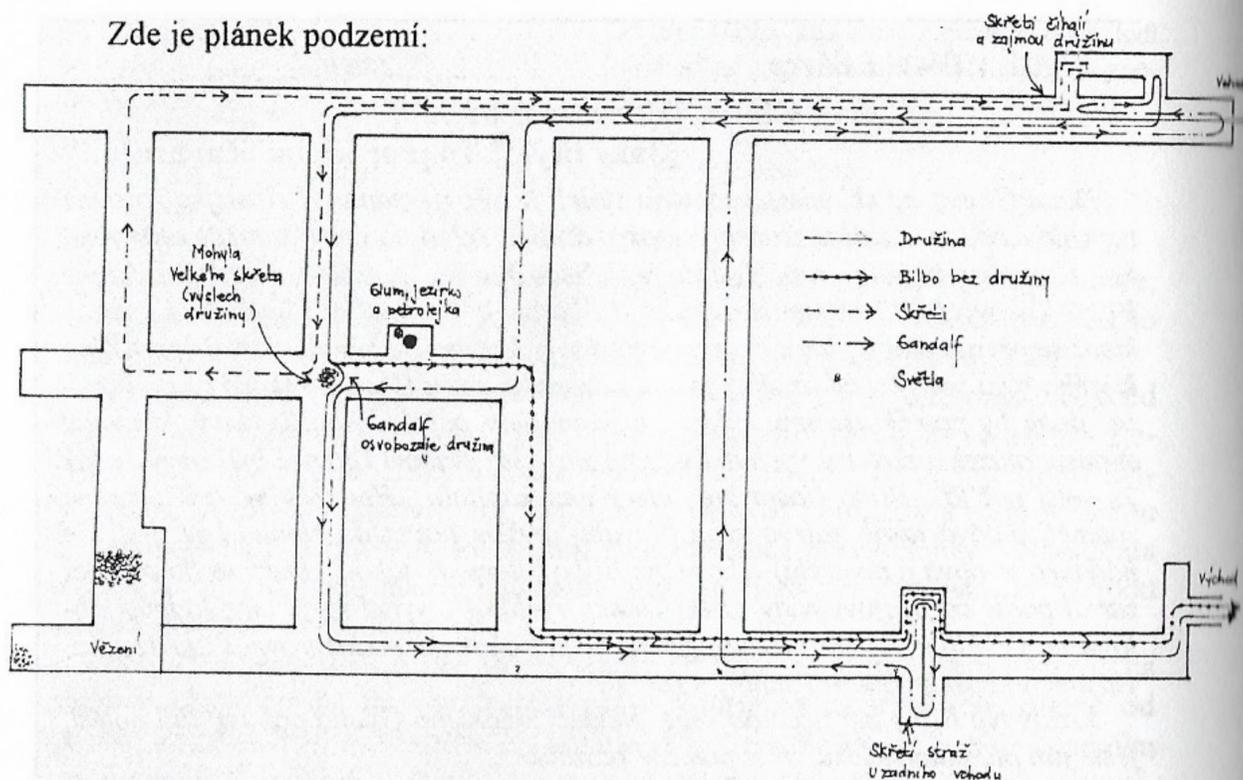 Zde je plánek podzemí:
Skřeti číhají
a zajmou družinu
Mohyla
Velkého skřeta
(výslech
družiny)
Glum, jezírko
a petrolejka
Družina
Bilbo bez družiny
Skřeti
Gandalf
Světla
Gandalf
osvobozuje družinu
Vězení
Východ
Skřetí stráž
u zadního vchodu